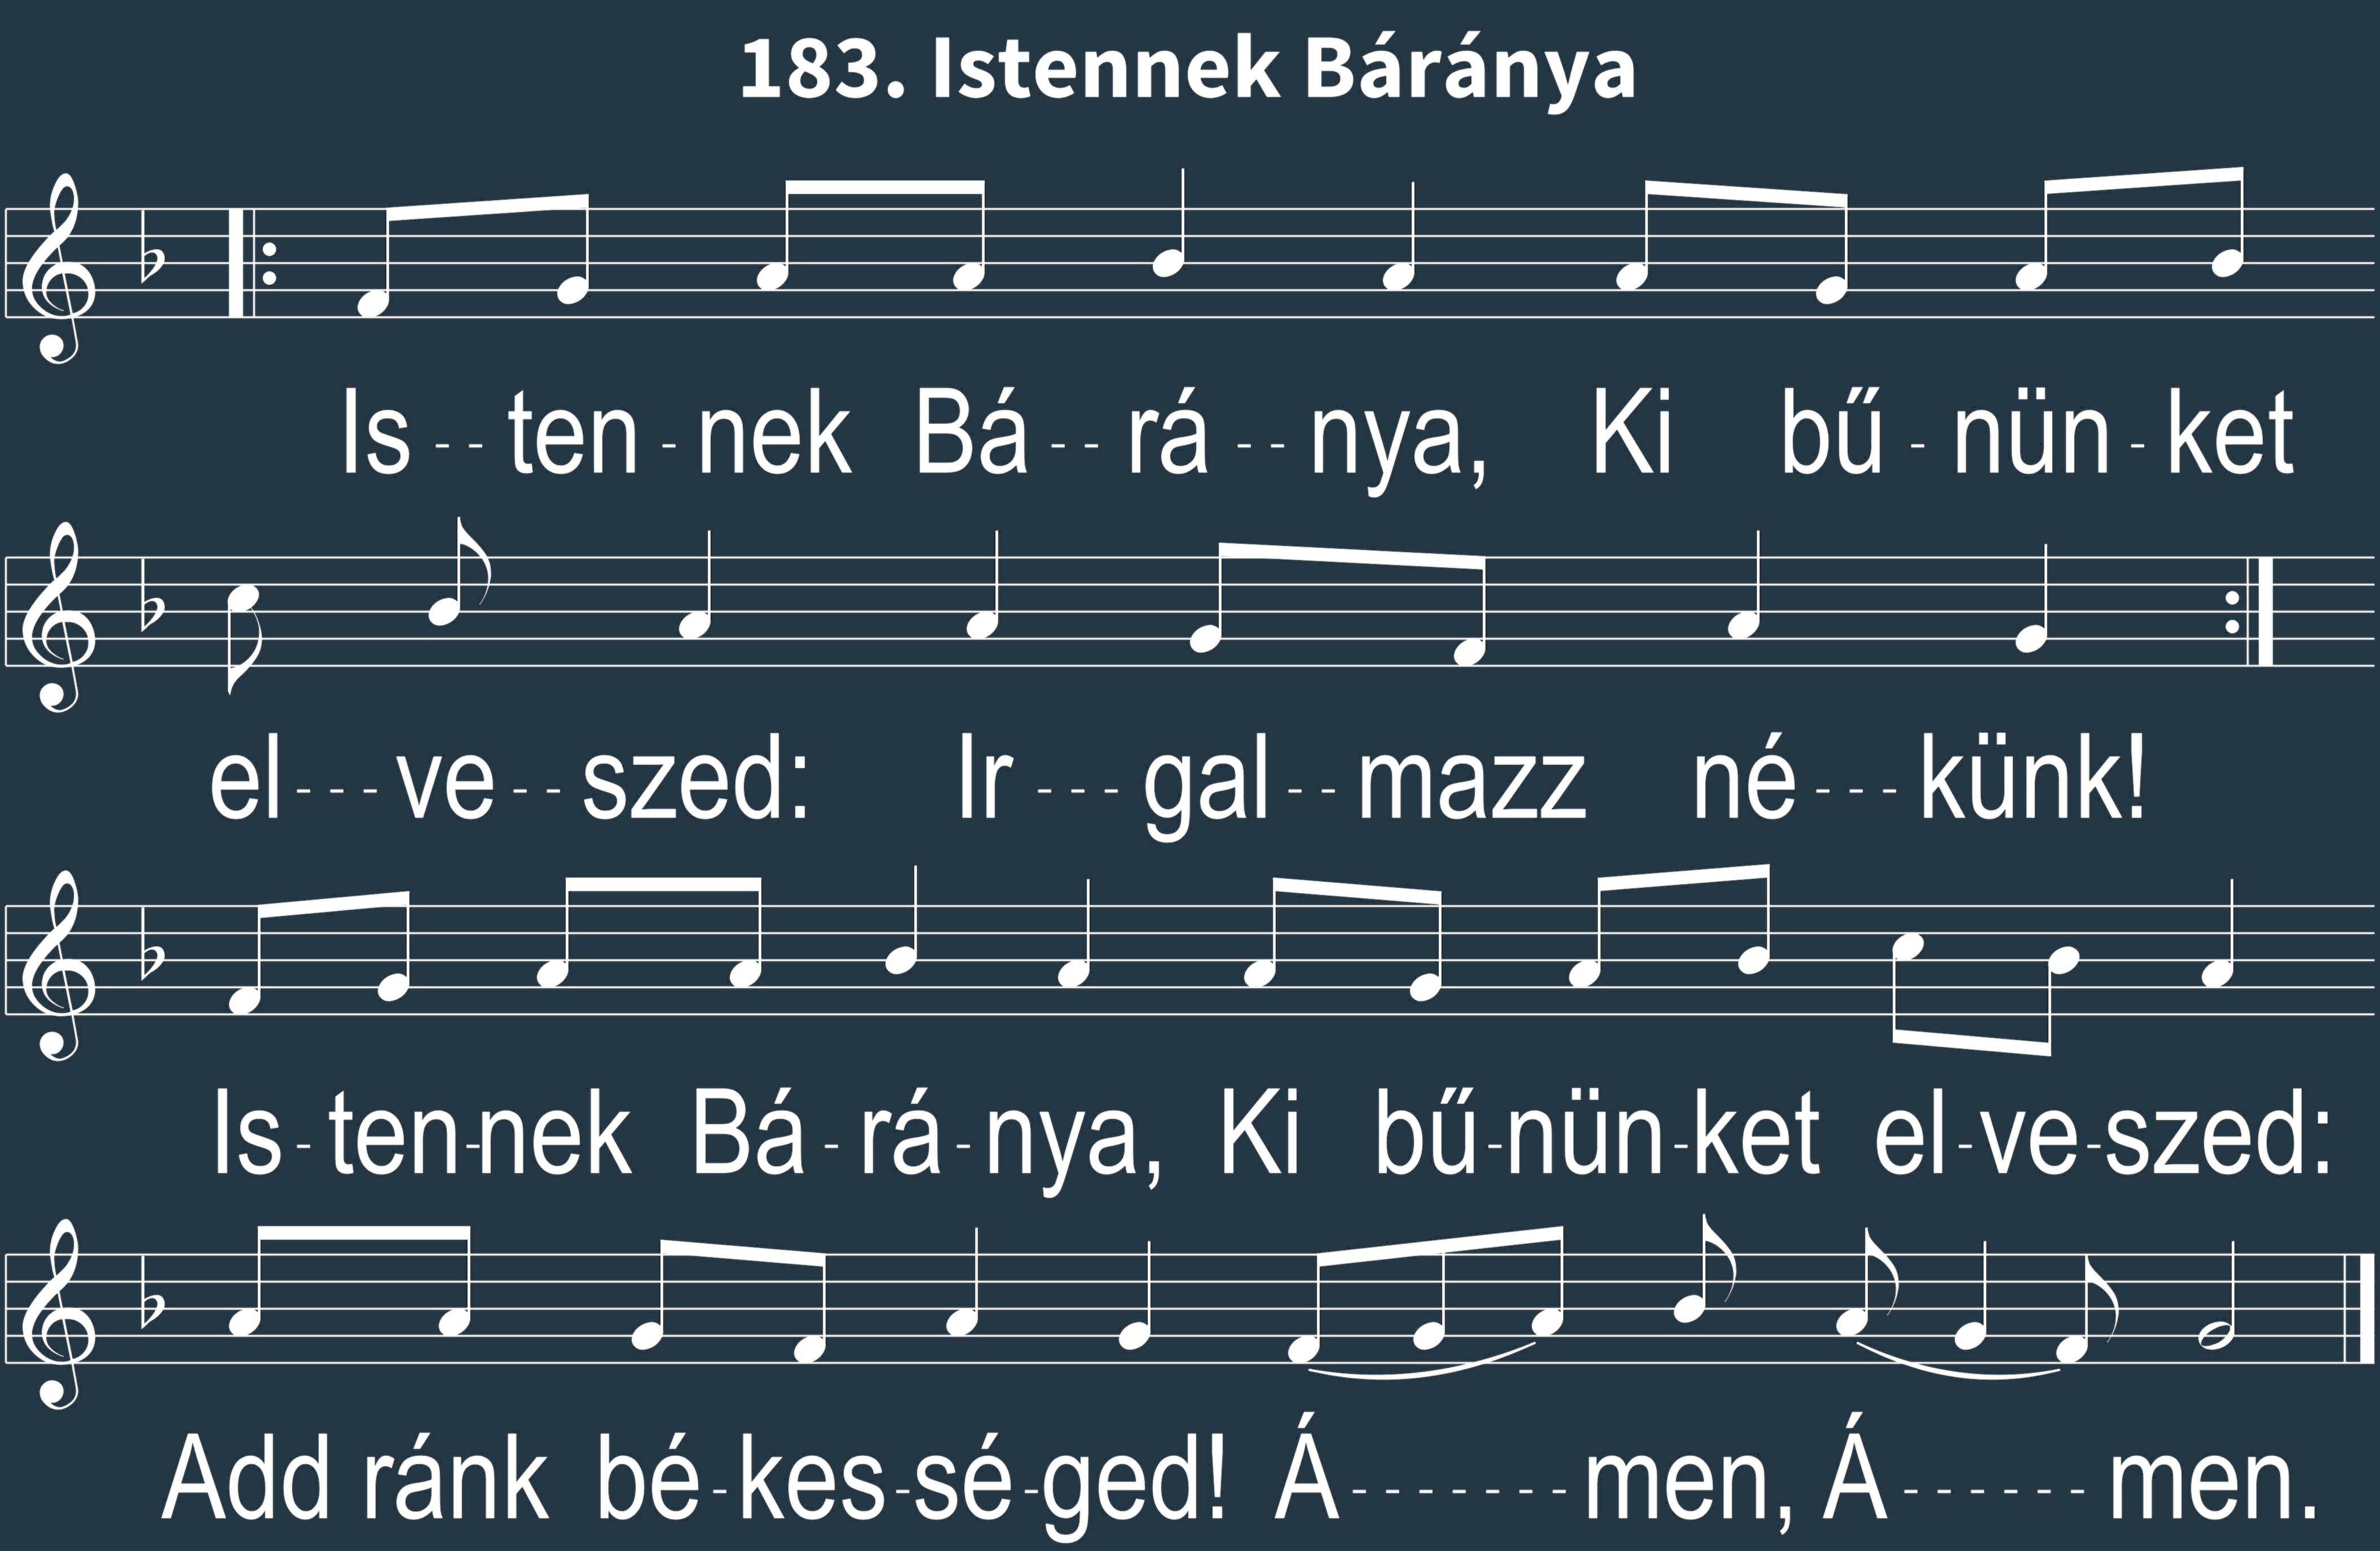 183. Istennek Báránya
Is - - ten - nek Bá - - rá - - nya, Ki bű - nün - ket
el - - - ve - - szed: Ir - - - gal - - mazz né - - - künk!
Is - ten-nek Bá - rá - nya, Ki bű-nün-ket el-ve-szed:
Add ránk bé-kes-sé-ged! Á - - - - - - - men, Á - - - - - - men.